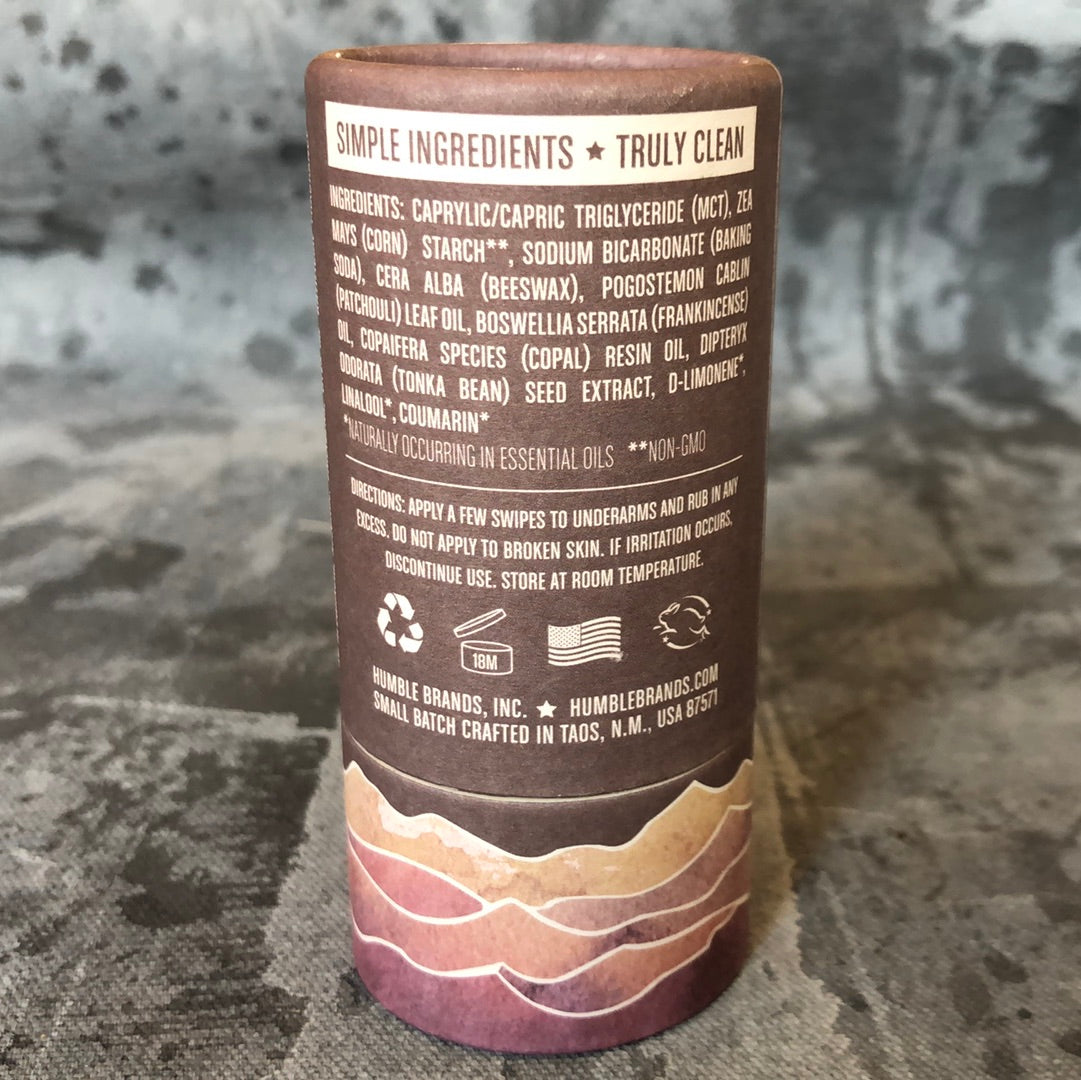 SIMPLE INGREDIENTS ★ TRULY CLEAN
INGREDIENTS: CAPRYLIC/CAPRIC TRIGLYCERIDE (MCT), ZEA
MAYS (CORN) STARCH**, SODIUM BICARBONATE (BAKING
SODA), CERA ALBA (BEESWAX), POGOSTEMON CABLIN
(PATCHOULI) LEAF OIL, BOSWELLIA SERRATA (FRANKINCENSE)
OIL, COPAIFERA SPECIES (COPAL) RESIN OIL, DIPTERYX
ODORATA (TONKA BEAN) SEED EXTRACT, D-LIMONENE*,
LINALOOL*, COUMARIN*
*NATURALLY OCCURRING IN ESSENTIAL OILS **NON-GMO
DIRECTIONS: APPLY A FEW SWIPES TO UNDERARMS AND RUB IN ANY
EXCESS. DO NOT APPLY TO BROKEN SKIN. IF IRRITATION OCCURS,
DISCONTINUE USE. STORE AT ROOM TEMPERATURE.
18M
HUMBLE BRANDS, INC. ★ HUMBLEBRANDS.COM
SMALL BATCH CRAFTED IN TAOS, N.M., USA 87571